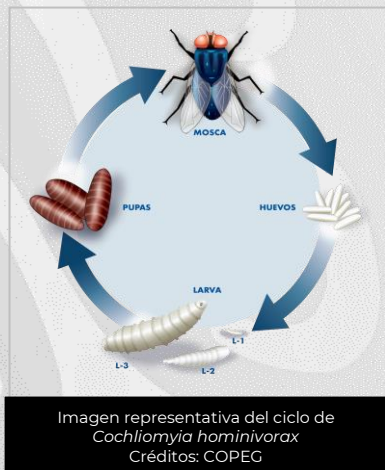 MOSCA
PUPAS
HUEVOS
LARVA
L-1
L-2
L-3
Imagen representativa del ciclo de
Cochliomyia hominivorax
Créditos: COPEG